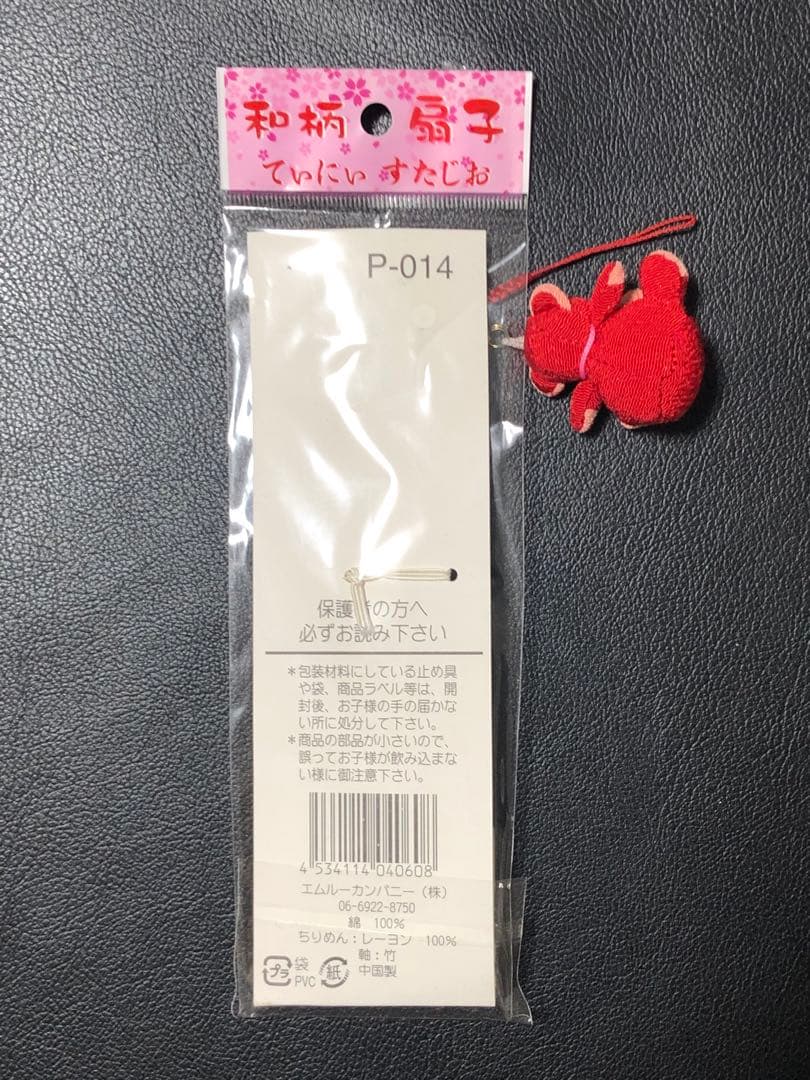 和柄 扇子
てぃにぃ すたじお
P-014
保護者の方へ
必ずお読み下さい
*包装材料にしている止め具
や袋、商品ラベル等は、開
封後、お子様の手の届かな
い所に処分して下さい。
*商品の部品が小さいので、
誤ってお子様が飲み込まな
い様に御注意下さい。
4 534114 040608
エムルーカンパニー(株)
06-6922-8750
綿 100%
ちりめん:レーヨン 100%
軸:竹
中国製
プラ 袋 PVC 紙